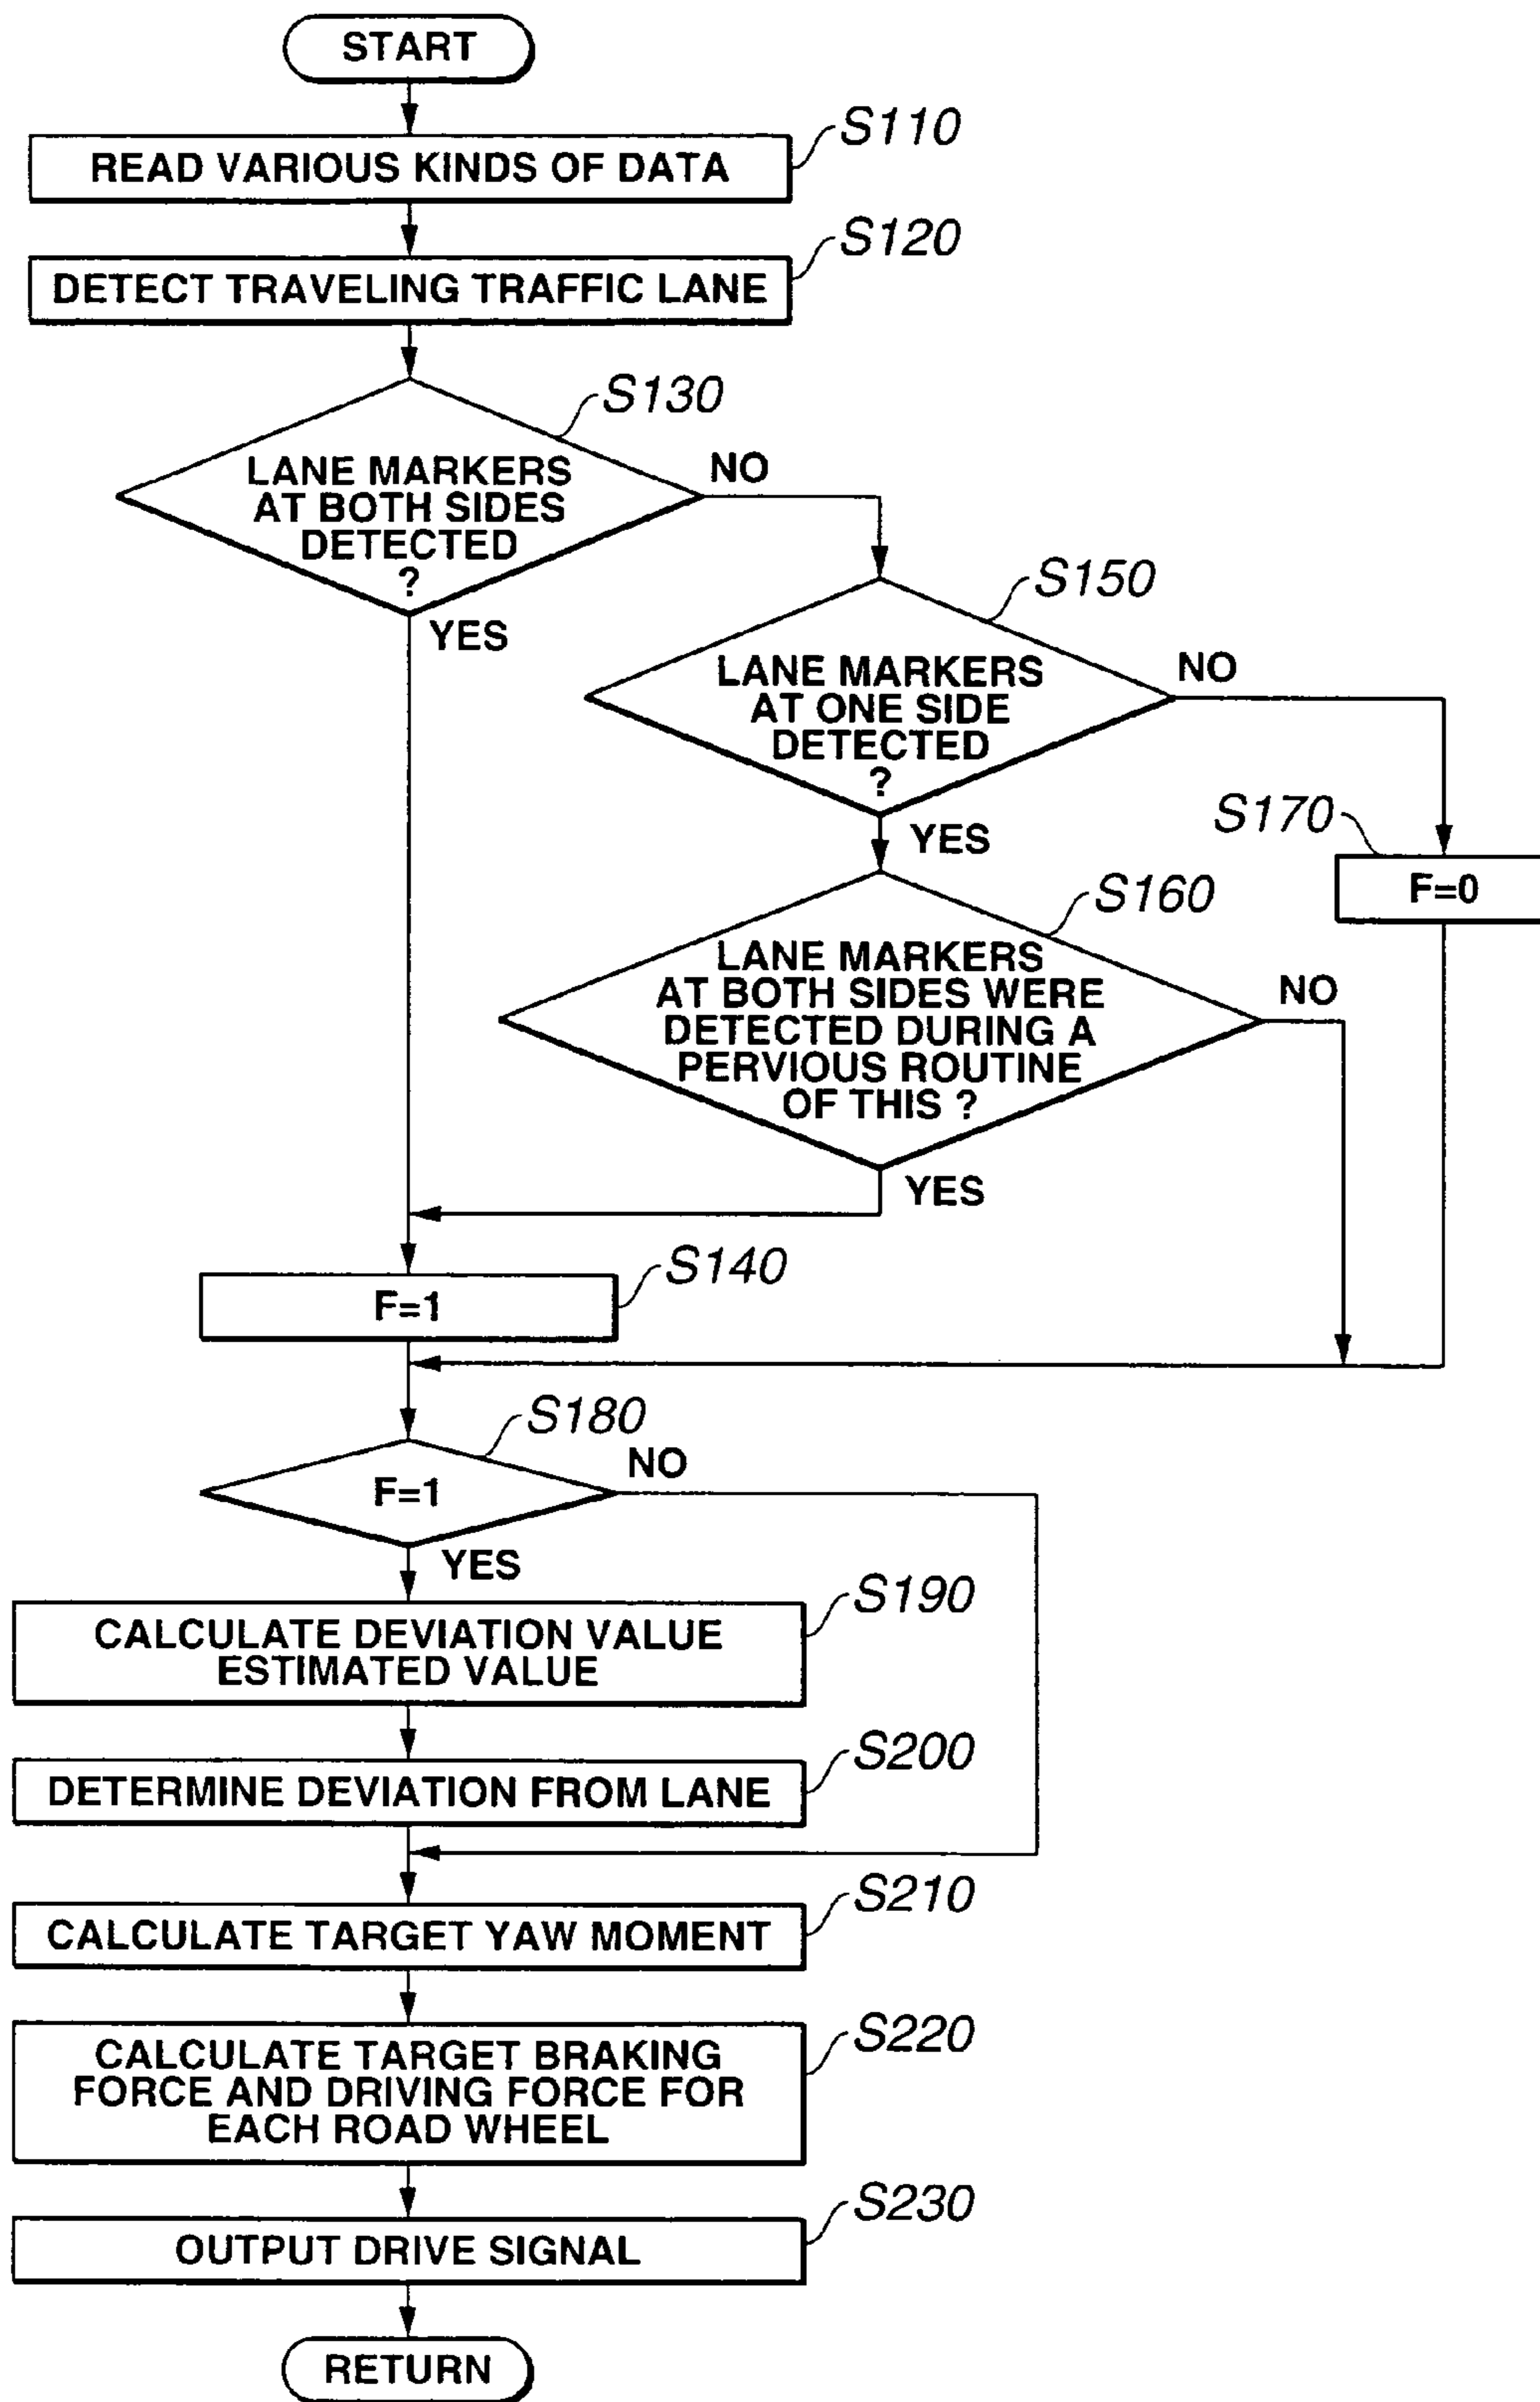 START
S110
READ VARIOUS KINDS OF DATA
S120
DETECT TRAVELING TRAFFIC LANE
S130
LANE MARKERS
AT BOTH SIDES
DETECTED
?
NO
YES
S150
LANE MARKERS
AT ONE SIDE
DETECTED
?
NO
YES
S170
F=0
S160
LANE MARKERS
AT BOTH SIDES WERE
DETECTED DURING A
PERVIOUS ROUTINE
OF THIS ?
NO
YES
S140
F=1
S180
F=1
NO
YES
S190
CALCULATE DEVIATION VALUE
ESTIMATED VALUE
S200
DETERMINE DEVIATION FROM LANE
S210
CALCULATE TARGET YAW MOMENT
S220
CALCULATE TARGET BRAKING
FORCE AND DRIVING FORCE FOR
EACH ROAD WHEEL
S230
OUTPUT DRIVE SIGNAL
RETURN